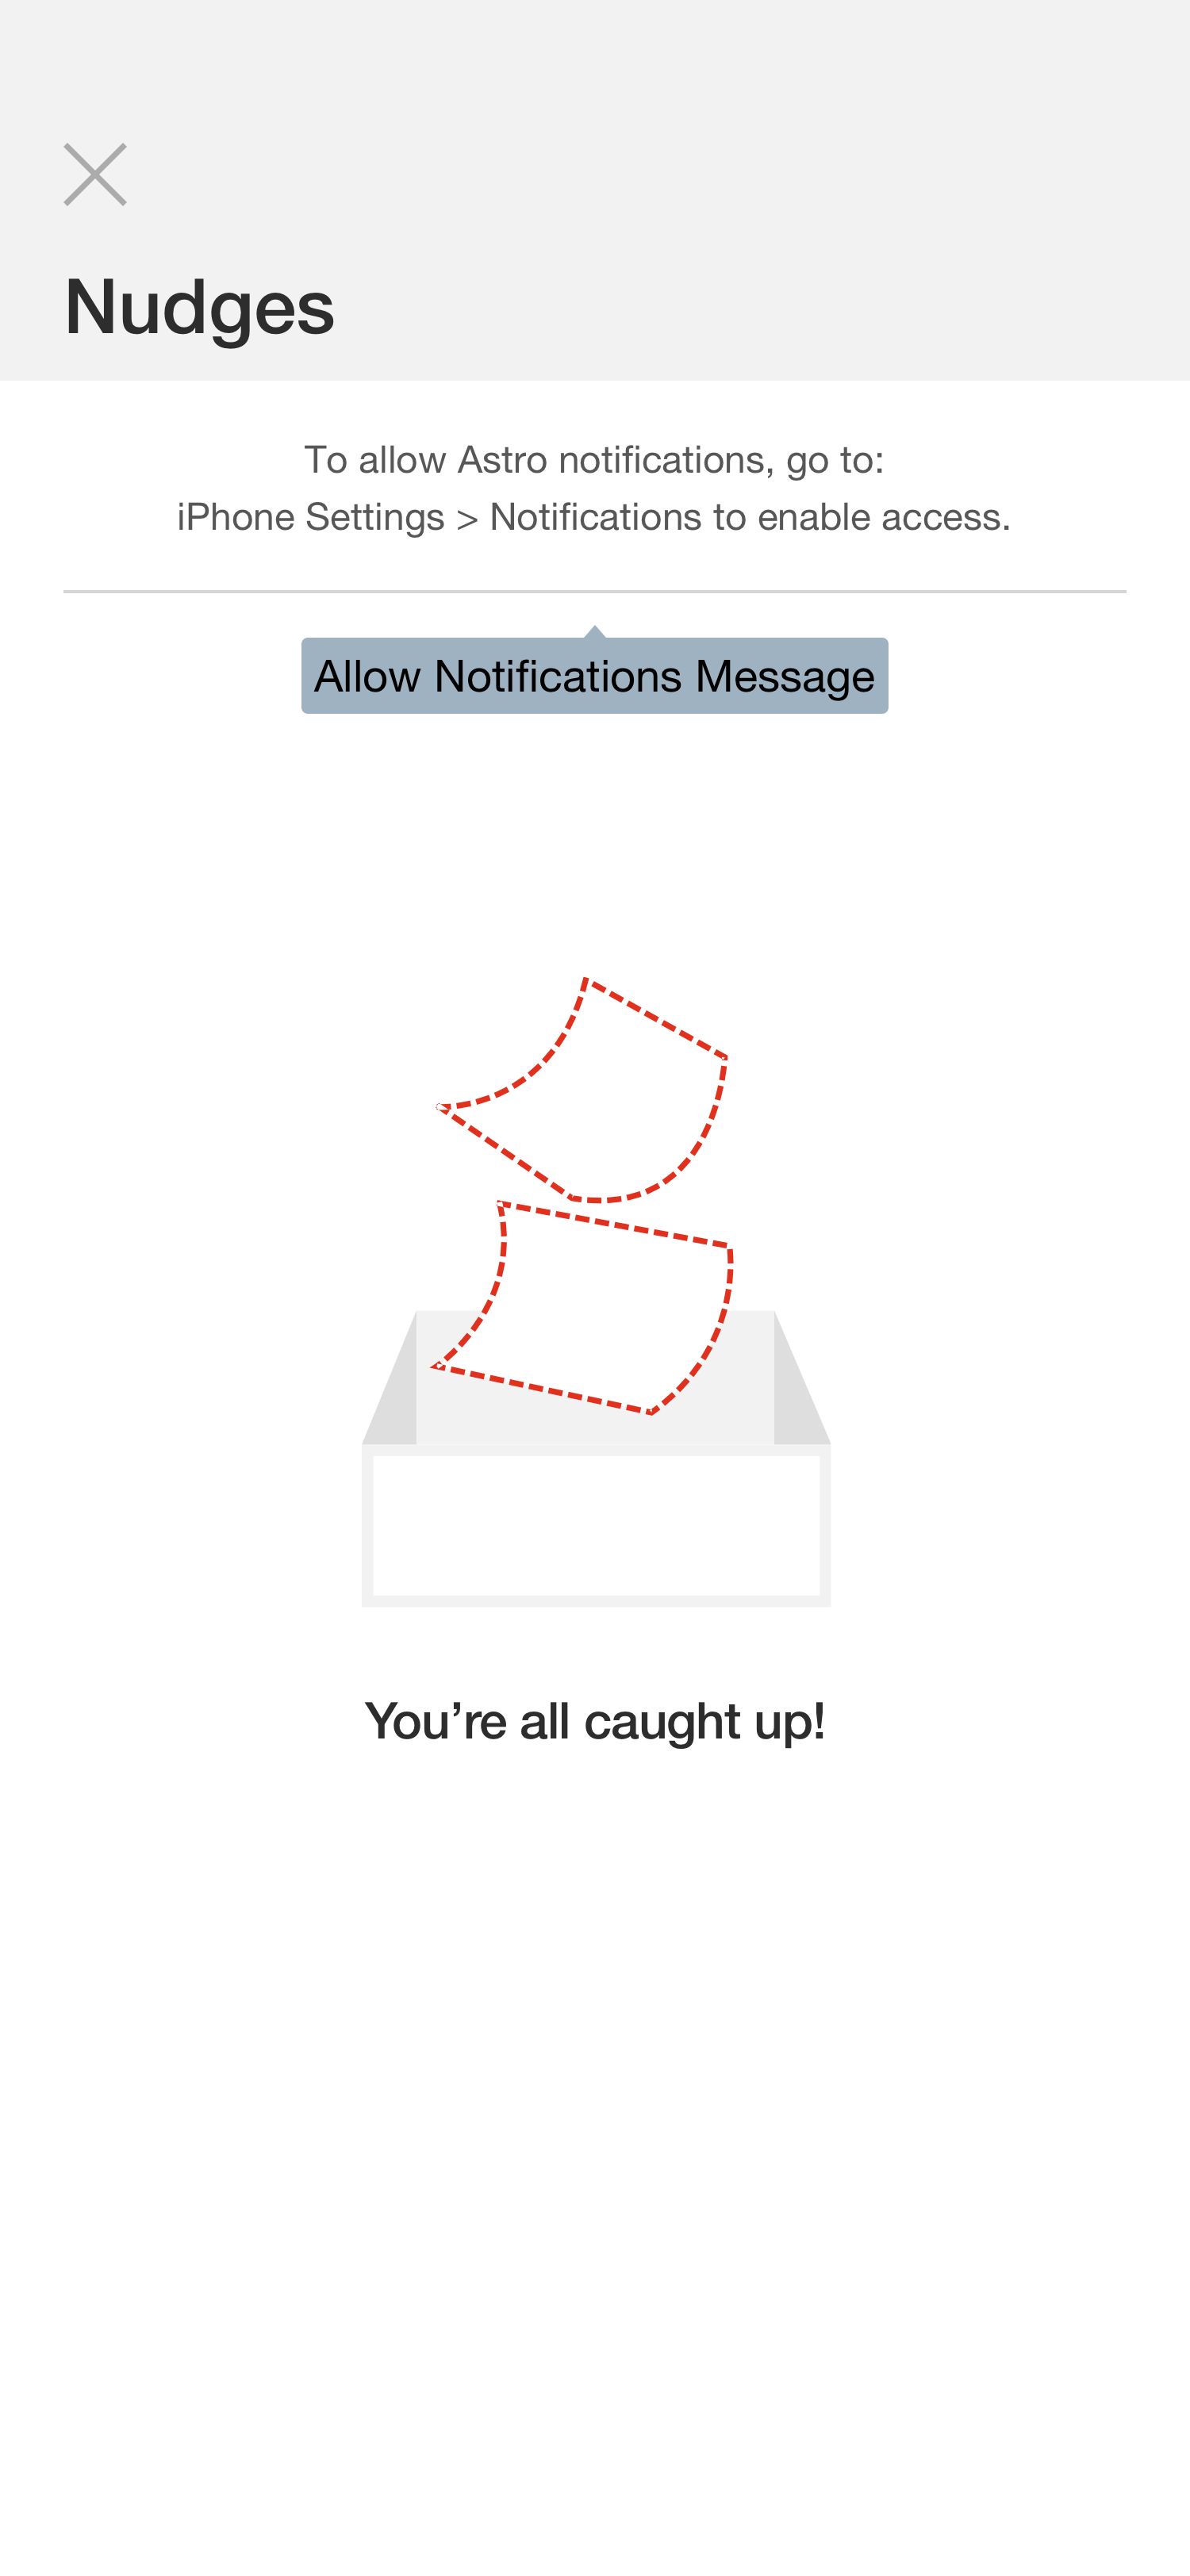 Nudges
To allow Astro notifications, go to:
iPhone Settings > Notifications to enable access.
Allow Notifications Message
You’re all caught up!